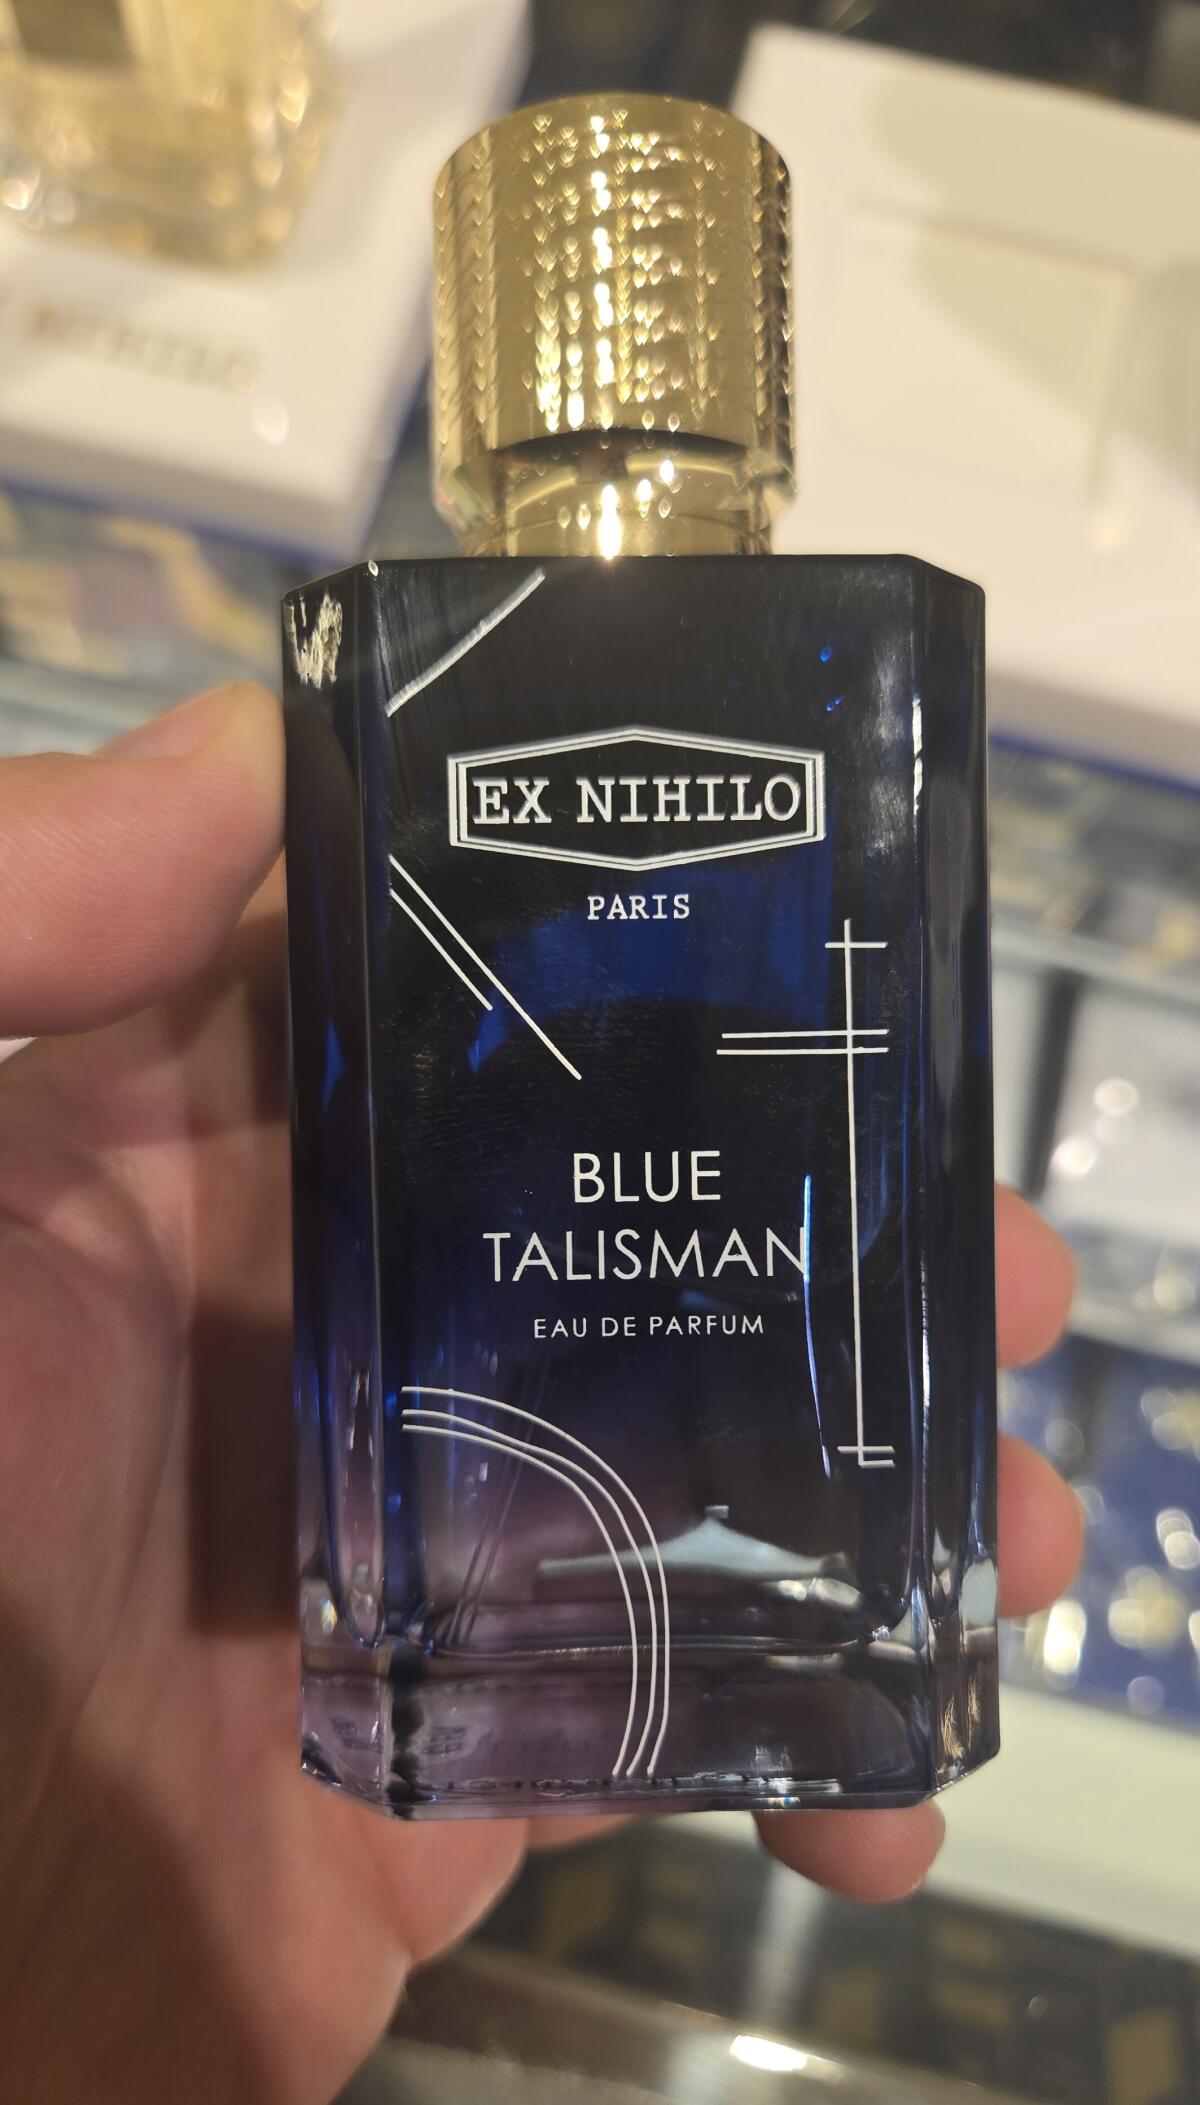 EX NIHILO
PARIS
BLUE
TALISMAN
EAU DE PARFUM